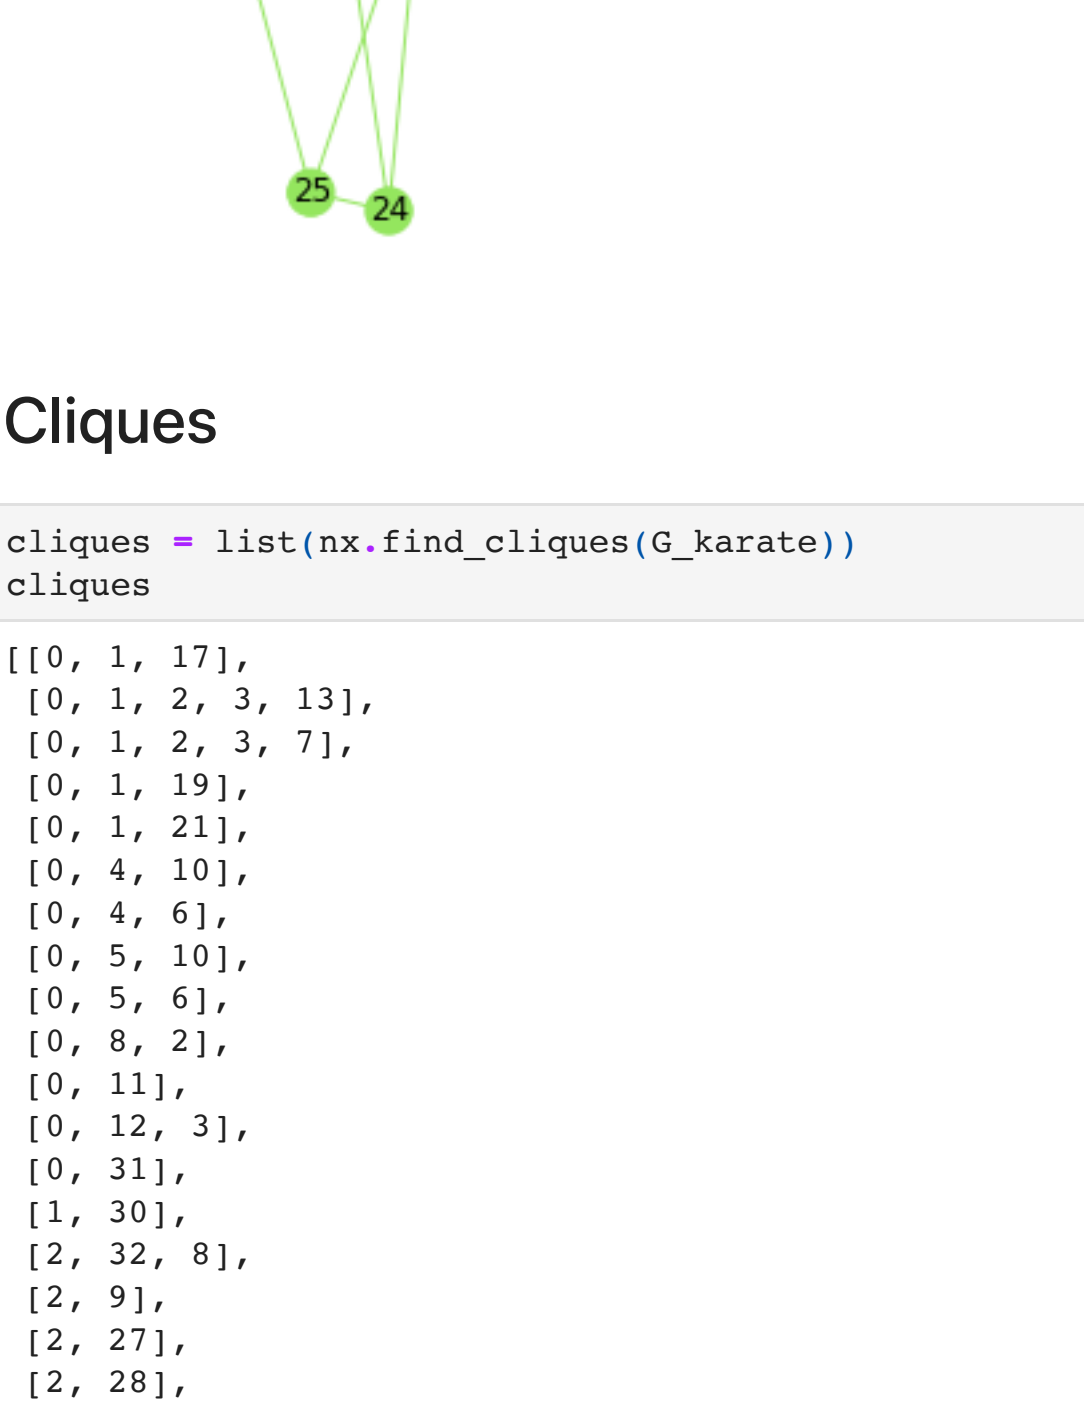 25
24
Cliques
cliques = list(nx.find_cliques(G_karate))
cliques
[[0, 1, 17],
[0, 1, 2, 3, 13],
[0, 1, 2, 3, 7],
[0, 1, 19],
[0, 1, 21],
[0, 4, 10],
[0, 4, 6],
[0, 5, 10],
[0, 5, 6],
[0, 8, 2],
[0, 11],
[0, 12, 3],
[0, 31],
[1, 30],
[2, 32, 8],
[2, 9],
[2, 27],
[2, 28],